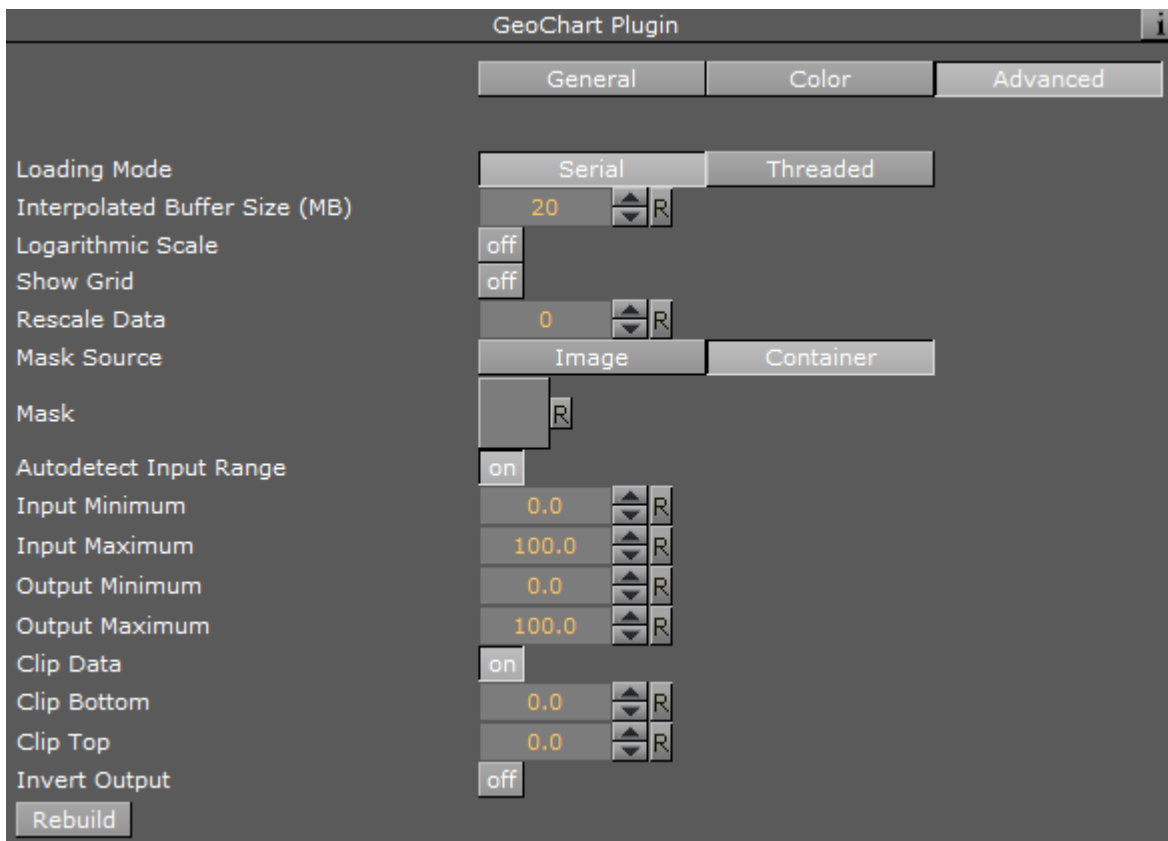 GeoChart Plugin i
General Color Advanced
Loading Mode Serial Threaded
Interpolated Buffer Size (MB) 20 R
Logarithmic Scale off
Show Grid off
Rescale Data 0 R
Mask Source Image Container
Mask R
Autodetect Input Range on
Input Minimum 0.0 R
Input Maximum 100.0 R
Output Minimum 0.0 R
Output Maximum 100.0 R
Clip Data on
Clip Bottom 0.0 R
Clip Top 0.0 R
Invert Output off
Rebuild